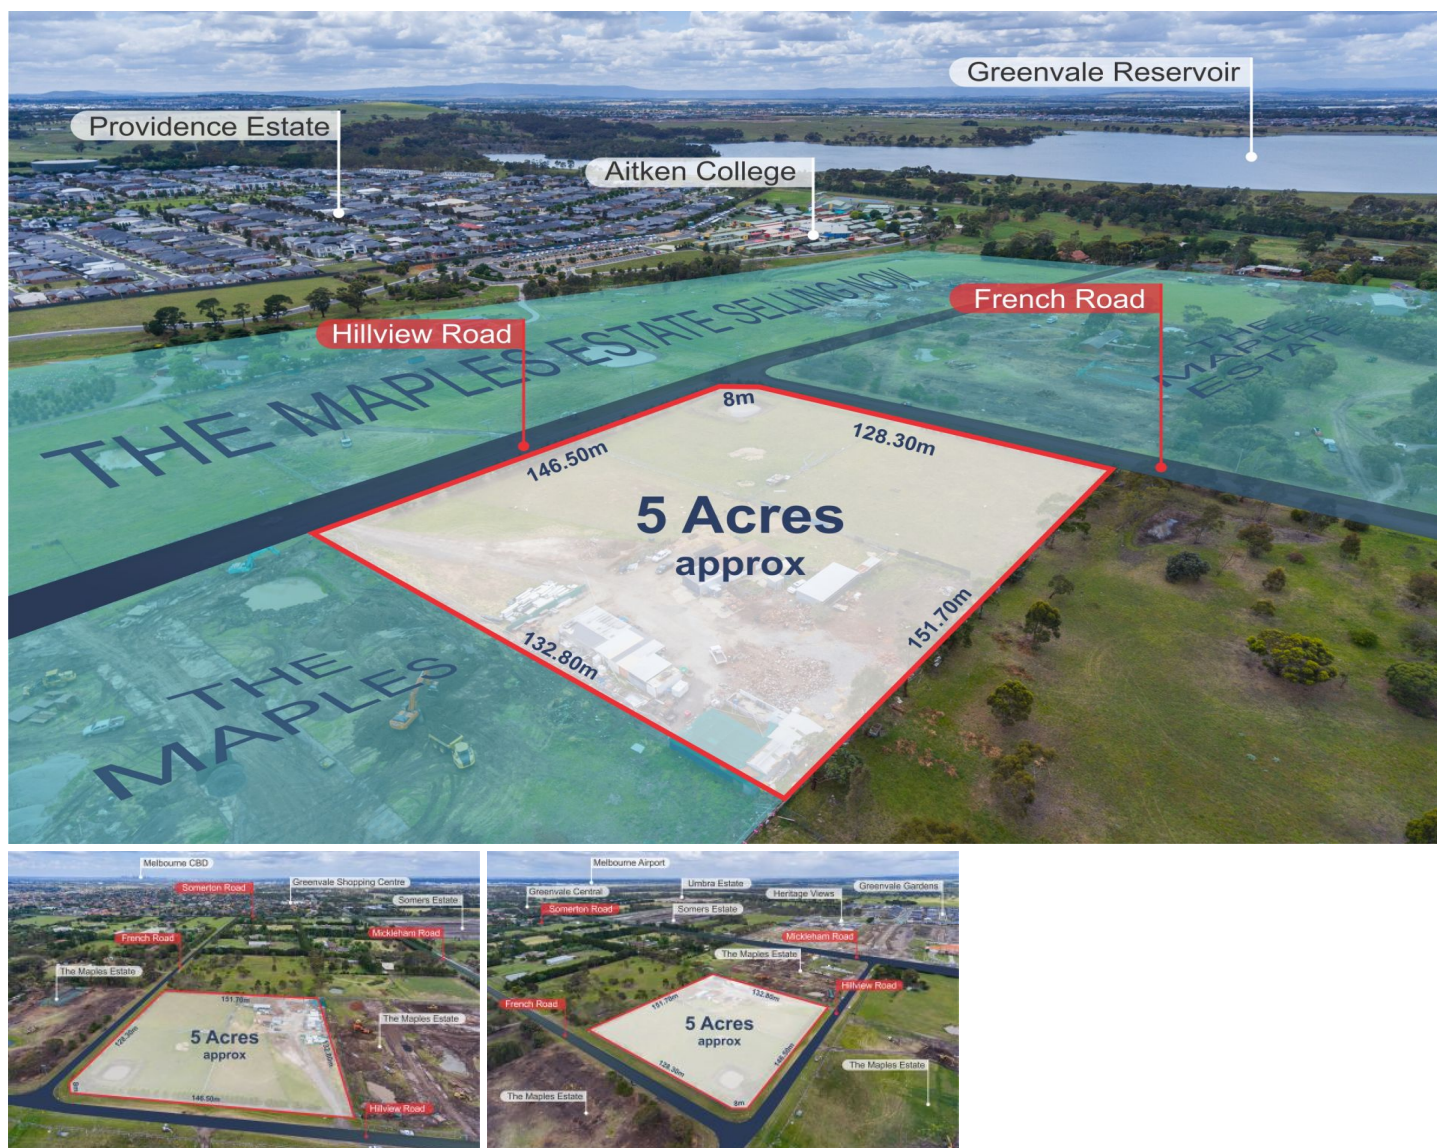 Greenvale Reservoir
Providence Estate
Aitken College
French Road
Hillview Road
THE MAPLES ESTATE SELLING NOW
THE
MAPLES
ESTATE
8m
128.30m
146.50m
5 Acres
approx
151.70m
132.80m
THE
MAPLES
Melbourne CBD
Somerton Road
Greenvale Shopping Centre
Somers Estate
French Road
Mickleham Road
The Maples Estate
151.70m
The Maples Estate
128.30m
5 Acres
approx
132.80m
8m
146.50m
Hillview Road
Melbourne Airport
Greenvale Central
Umbra Estate
Heritage Views
Greenvale Gardens
Somerton Road
Somers Estate
Mickleham Road
The Maples Estate
Hillview Road
French Road
151.70m
132.80m
5 Acres
approx
128.30m
146.50m
8m
The Maples Estate
The Maples Estate